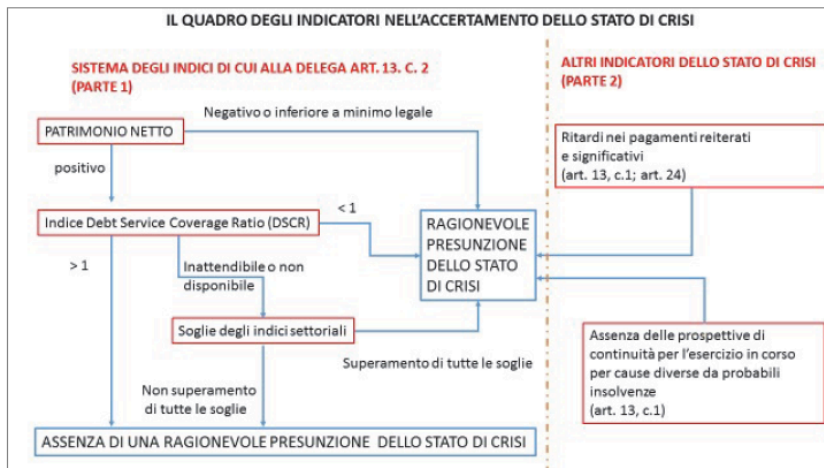 IL QUADRO DEGLI INDICATORI NELL'ACCERTAMENTO DELLO STATO DI CRISI
SISTEMA DEGLI INDICI DI CUI ALLA DELEGA ART. 13. C. 2
(PARTE 1)
ALTRI INDICATORI DELLO STATO DI CRISI
(PARTE 2)
Negativo o inferiore a minimo legale
PATRIMONIO NETTO
positivo
Ritardi nei pagamenti reiterati
e significativi
(art. 13, c.1; art. 24)
Indice Debt Service Coverage Ratio (DSCR)
< 1
> 1
RAGIONEVOLE
PRESUNZIONE
DELLO STATO
DI CRISI
Inattendibile o non
disponibile
Soglie degli indici settoriali
Superamento di tutte le soglie
Assenza delle prospettive di
continuità per l'esercizio in corso
per cause diverse da probabili
insolvenze
(art. 13, c.1)
Non superamento
di tutte le soglie
ASSENZA DI UNA RAGIONEVOLE PRESUNZIONE DELLO STATO DI CRISI